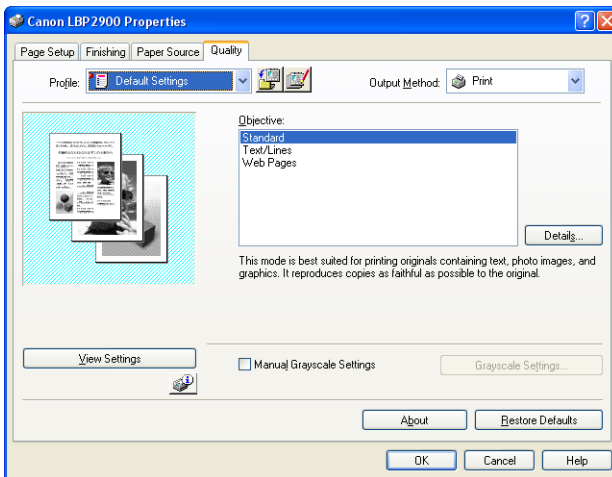 Canon LBP2900 Properties
Page Setup Finishing Paper Source Quality
Profile: Default Settings Output Method: Print
Objective:
Standard
Text/Lines
Web Pages
Details...
This mode is best suited for printing originals containing text, photo images, and
graphics. It reproduces copies as faithful as possible to the original.
View Settings
Manual Grayscale Settings Grayscale Settings...
About Restore Defaults
OK Cancel Help